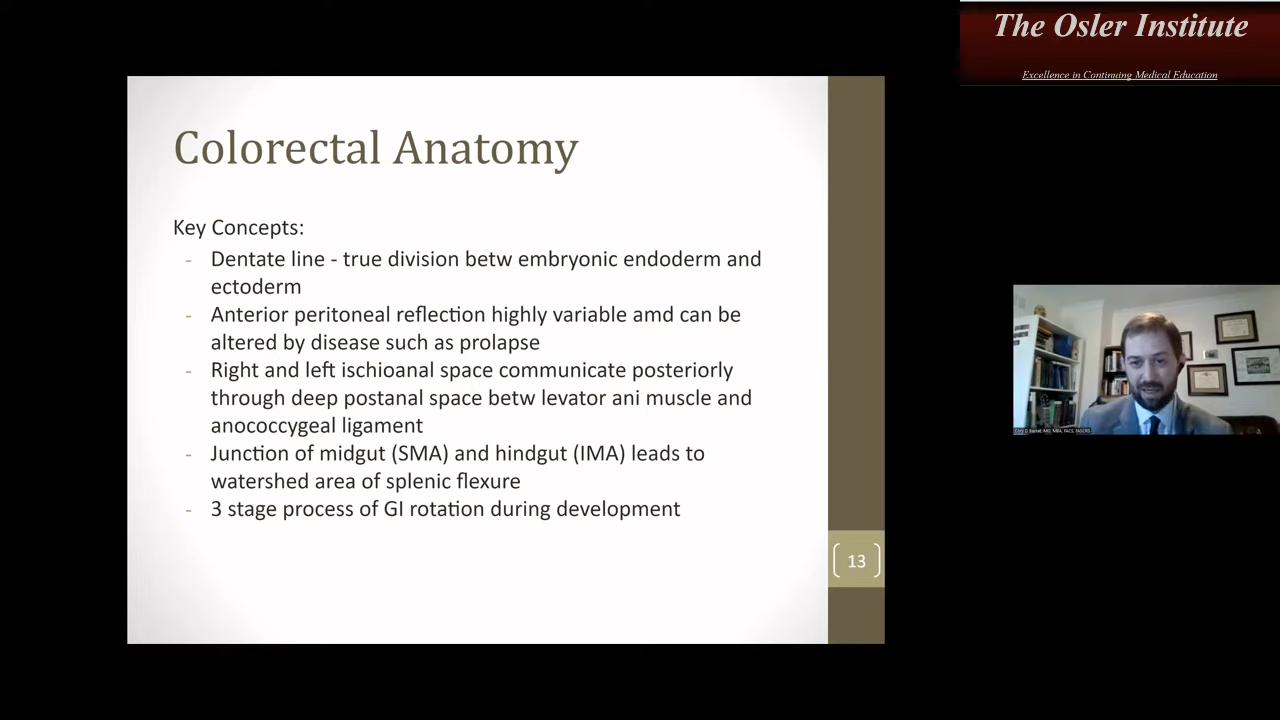 The Osler Institute
Excellence in Continuing Medical Education
Colorectal Anatomy
Key Concepts:
- Dentate line - true division betw embryonic endoderm and
ectoderm
- Anterior peritoneal reflection highly variable amd can be
altered by disease such as prolapse
- Right and left ischioanal space communicate posteriorly
through deep postanal space betw levator ani muscle and
anococcygeal ligament
- Junction of midgut (SMA) and hindgut (IMA) leads to
watershed area of splenic flexure
- 3 stage process of GI rotation during development
13
MD, MBA, FACS, FASCRS